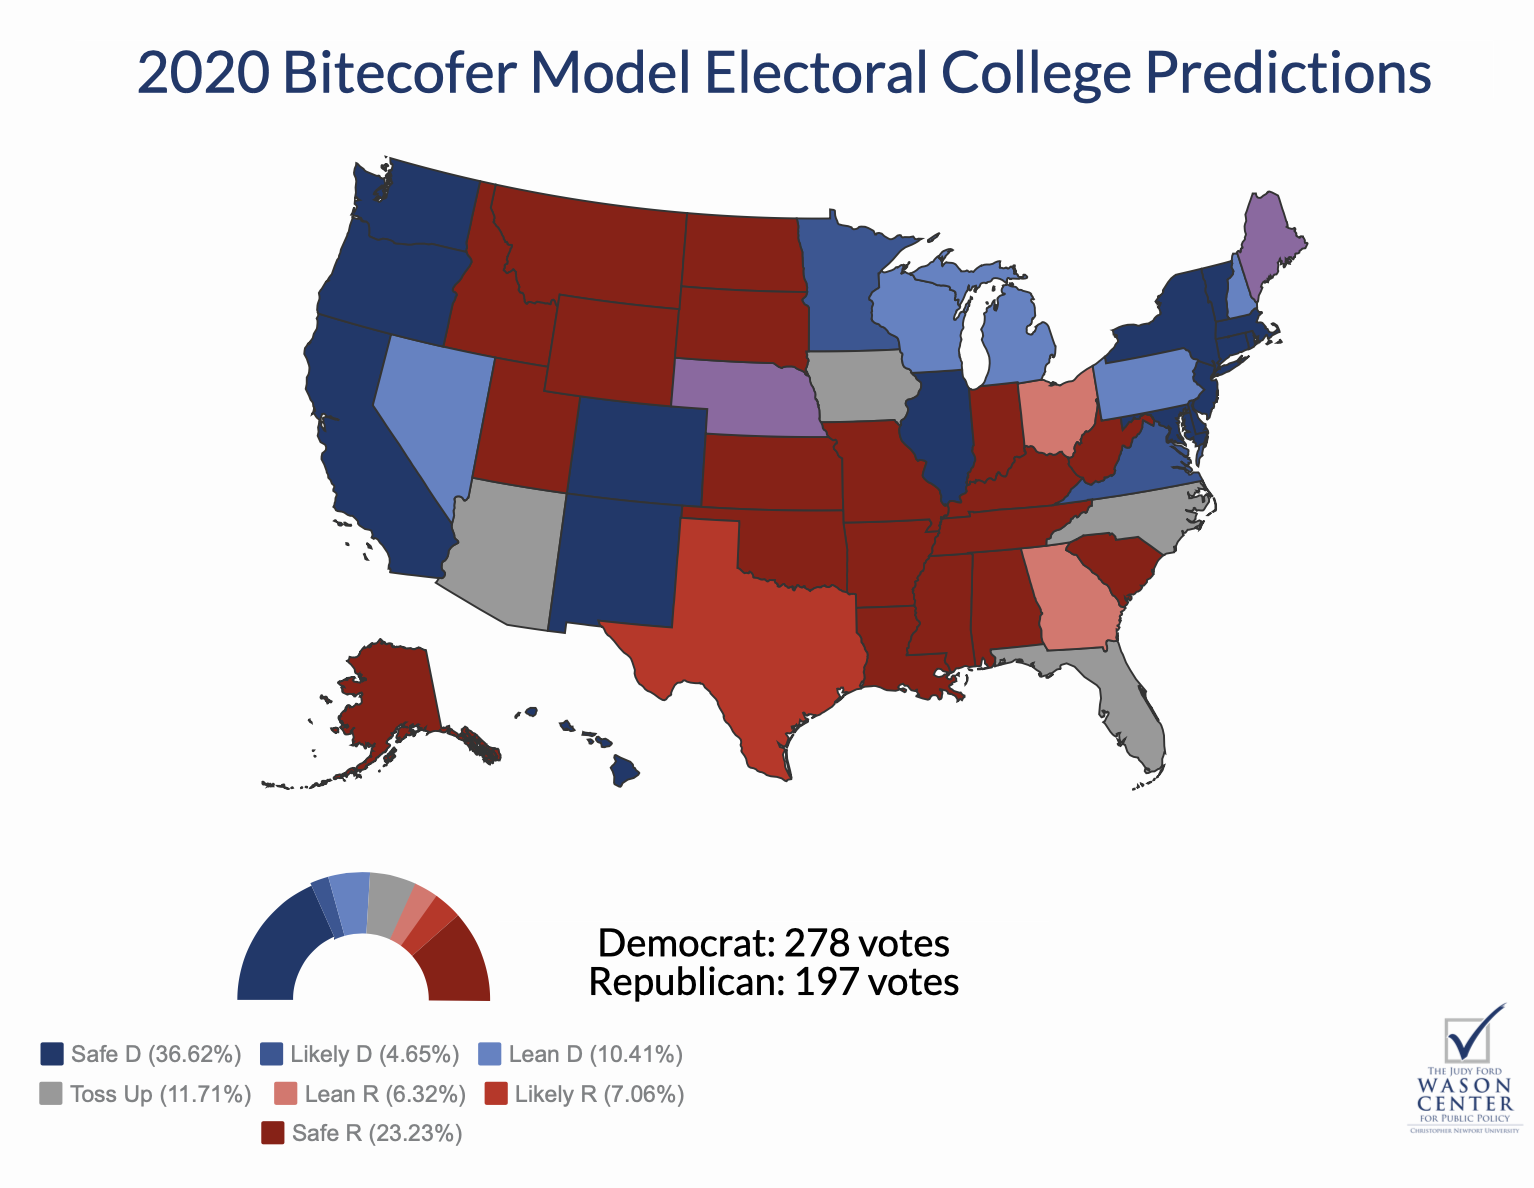 2020 Bitecofer Model Electoral College Predictions
Democrat: 278 votes
Republican: 197 votes
Safe D (36.62%) Likely D (4.65%) Lean D (10.41%)
Toss Up (11.71%) Lean R (6.32%) Likely R (7.06%)
Safe R (23.23%)
The Judy Ford
WASON
CENTER
for Public Policy
Christopher Newport University